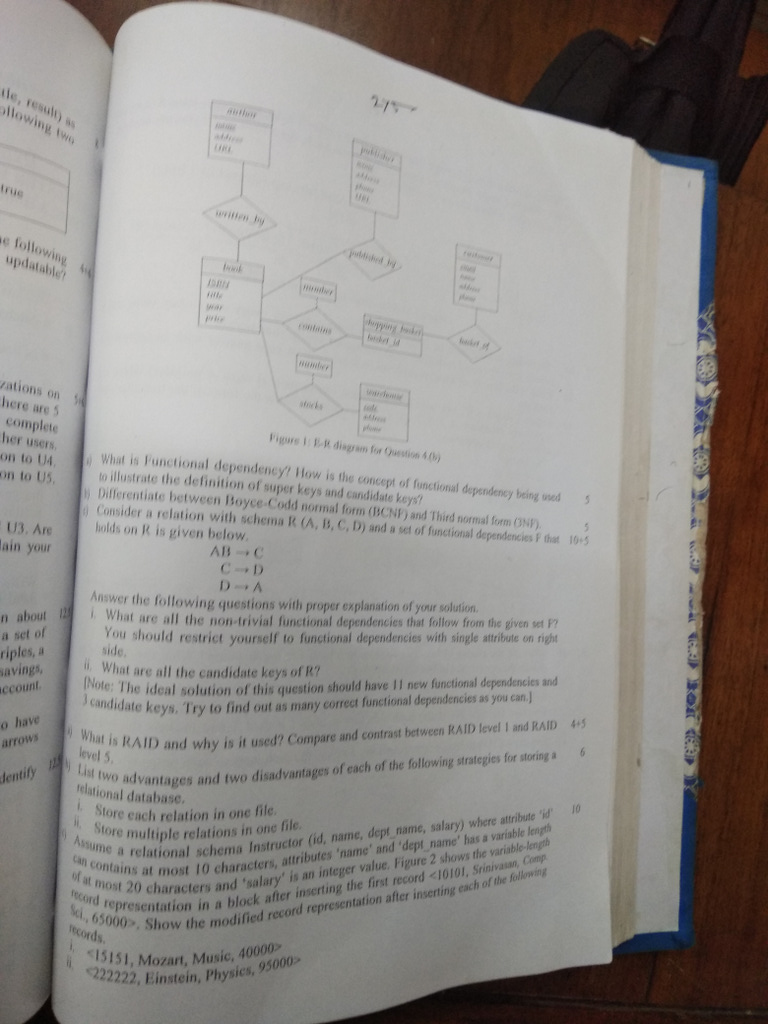 tle, result) as
ollowing two
true
e following
updatable?
zations on
here are 5
complete
her users.
on to U4.
on to U5.
U3. Are
lain your
n about
a set of
riples, a
savings,
account.
o have
arrows
dentify
author
address
URL
written_by
publisher
address
phone
URL
published_by
book
ISBN
title
year
price
number
contains
shopping_basket
basket_id
customer
name
address
phone
basket_of
number
stocks
warehouse
code
address
phone
Figure 1: E-R diagram for Question 4.(b)
What is Functional dependency? How is the concept of functional dependency being used 5
to illustrate the definition of super keys and candidate keys?
b) Differentiate between Boyce-Codd normal form (BCNF) and Third normal form (3NF). 5
c) Consider a relation with schema R (A, B, C, D) and a set of functional dependencies F that 10+5
holds on R is given below.
AB → C
C → D
D → A
Answer the following questions with proper explanation of your solution.
i. What are all the non-trivial functional dependencies that follow from the given set F?
You should restrict yourself to functional dependencies with single attribute on right
side.
ii. What are all the candidate keys of R?
[Note: The ideal solution of this question should have 11 new functional dependencies and
3 candidate keys. Try to find out as many correct functional dependencies as you can.]
What is RAID and why is it used? Compare and contrast between RAID level 1 and RAID 4+5
level 5.
List two advantages and two disadvantages of each of the following strategies for storing a 6
relational database.
i. Store each relation in one file.
ii. Store multiple relations in one file.
Assume a relational schema Instructor (id, name, dept_name, salary) where attribute 'id' 10
can contains at most 10 characters, attributes 'name' and 'dept_name' has a variable length
of at most 20 characters and 'salary' is an integer value. Figure 2 shows the variable-length
record representation in a block after inserting the first record <10101, Srinivasan, Comp.
Sci., 65000>. Show the modified record representation after inserting each of the following
records.
i. <15151, Mozart, Music, 40000>
ii. <222222, Einstein, Physics, 95000>